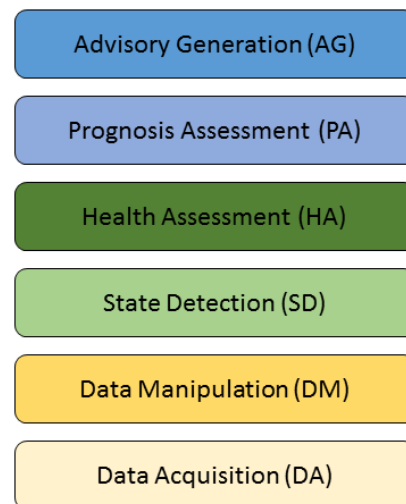 Advisory Generation (AG)
Prognosis Assessment (PA)
Health Assessment (HA)
State Detection (SD)
Data Manipulation (DM)
Data Acquisition (DA)